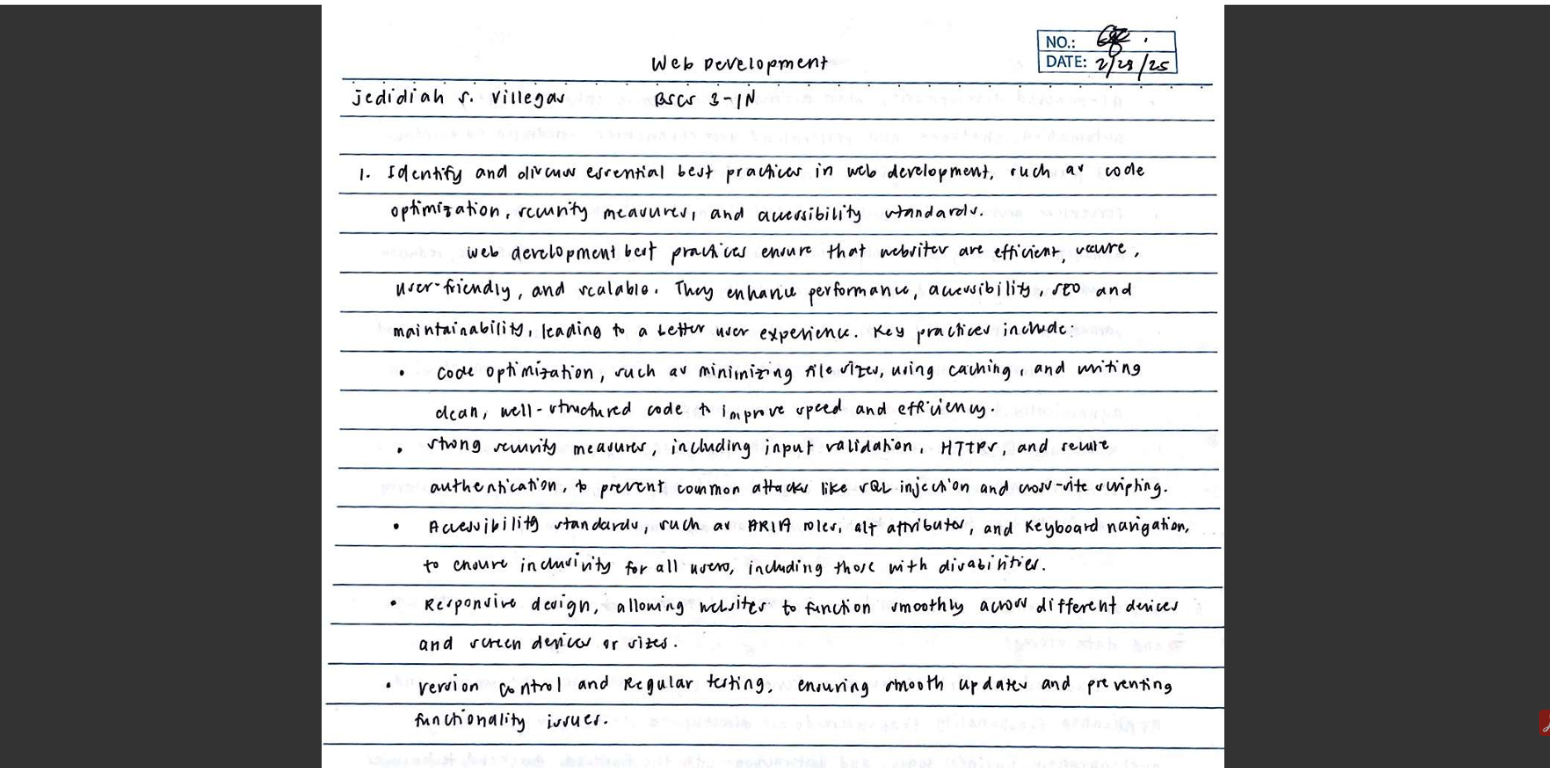 Web Development
NO.:
DATE: 2/28/25
Jedidiah S. Villegas BSCS 3-1N
1. Identify and discuss essential best practices in web development, such as code
optimization, security measures, and accessibility standards.
Web development best practices ensure that websites are efficient, secure,
user-friendly, and scalable. They enhance performance, accessibility, SEO and
maintainability, leading to a better user experience. Key practices include:
• Code optimization, such as minimizing file sizes, using caching, and writing
clean, well-structured code to improve speed and efficiency.
• Strong security measures, including input validation, HTTPS, and secure
authentication, to prevent common attacks like SQL injection and cross-site scripting.
• Accessibility standards, such as ARIA roles, alt attributes, and keyboard navigation,
to ensure inclusivity for all users, including those with disabilities.
• Responsive design, allowing websites to function smoothly across different devices
and screen devices or sizes.
• Version control and Regular testing, ensuring smooth updates and preventing
functionality issues.